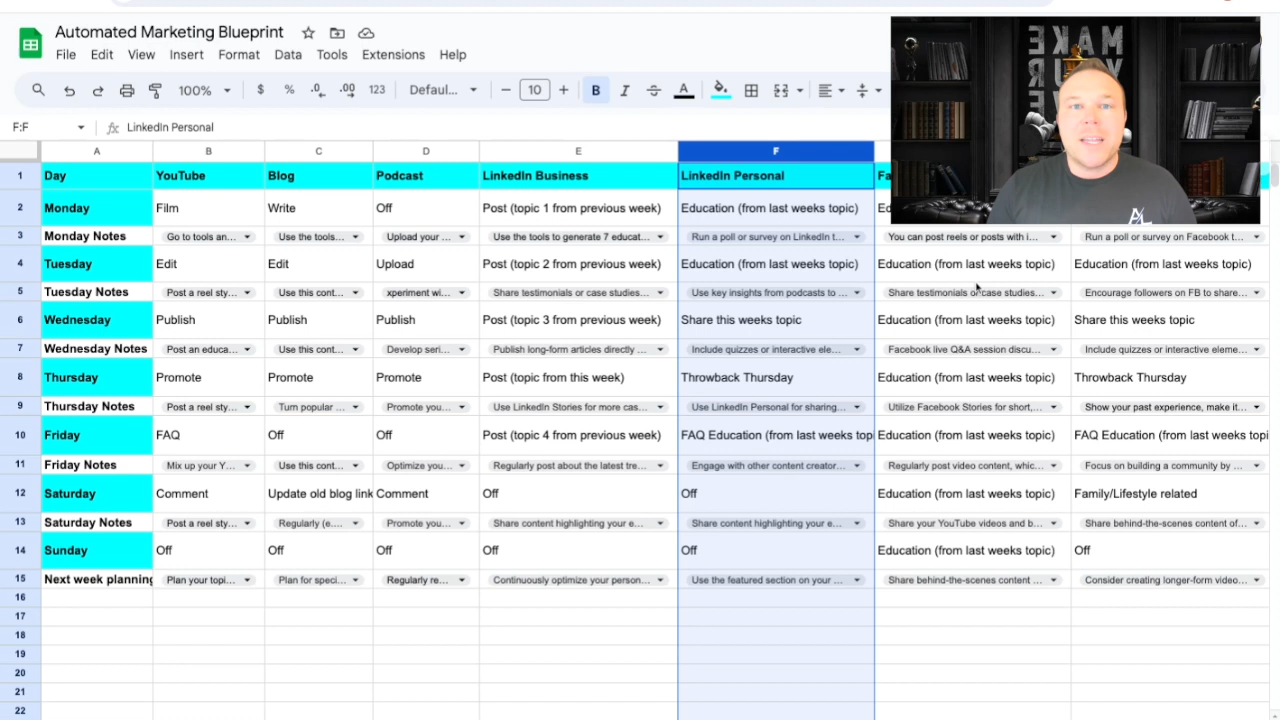 Automated Marketing Blueprint
File Edit View Insert Format Data Tools Extensions Help
100% $ % .0 .00 123 Defaul... 10 B I A
F:F fx LinkedIn Personal
A B C D E F
1 Day YouTube Blog Podcast LinkedIn Business LinkedIn Personal Fa
2 Monday Film Write Off Post (topic 1 from previous week) Education (from last weeks topic) Ed
3 Monday Notes Go to tools an... Use the tools... Upload your ... Use the tools to generate 7 educat... Run a poll or survey on LinkedIn t... You can post reels or posts with i... Run a poll or survey on Facebook t...
4 Tuesday Edit Edit Upload Post (topic 2 from previous week) Education (from last weeks topic) Education (from last weeks topic) Education (from last weeks topic)
5 Tuesday Notes Post a reel sty... Use this cont... xperiment wi... Share testimonials or case studies... Use key insights from podcasts to ... Share testimonials or case studies... Encourage followers on FB to share...
6 Wednesday Publish Publish Publish Post (topic 3 from previous week) Share this weeks topic Education (from last weeks topic) Share this weeks topic
7 Wednesday Notes Post an educa... Use this cont... Develop seri... Publish long-form articles directly ... Include quizzes or interactive ele... Facebook live Q&A session discu... Include quizzes or interactive eleme...
8 Thursday Promote Promote Promote Post (topic from this week) Throwback Thursday Education (from last weeks topic) Throwback Thursday
9 Thursday Notes Post a reel sty... Turn popular ... Promote you... Use LinkedIn Stories for more cas... Use LinkedIn Personal for sharing... Utilize Facebook Stories for short,... Show your past experience, make it...
10 Friday FAQ Off Off Post (topic 4 from previous week) FAQ Education (from last weeks top Education (from last weeks topic) FAQ Education (from last weeks topi
11 Friday Notes Mix up your Y... Use this cont... Optimize you... Regularly post about the latest tre... Engage with other content creator... Regularly post video content, whic... Focus on building a community by ...
12 Saturday Comment Update old blog link Comment Off Off Education (from last weeks topic) Family/Lifestyle related
13 Saturday Notes Post a reel sty... Regularly (e.... Promote you... Share content highlighting your e... Share content highlighting your e... Share your YouTube videos and b... Share behind-the-scenes content of...
14 Sunday Off Off Off Off Off Education (from last weeks topic) Off
15 Next week planning Plan your topi... Plan for speci... Regularly re... Continuously optimize your person... Use the featured section on your ... Share behind-the-scenes content ... Consider creating longer-form video...
16
17
18
19
20
21
22
MAKE
AL